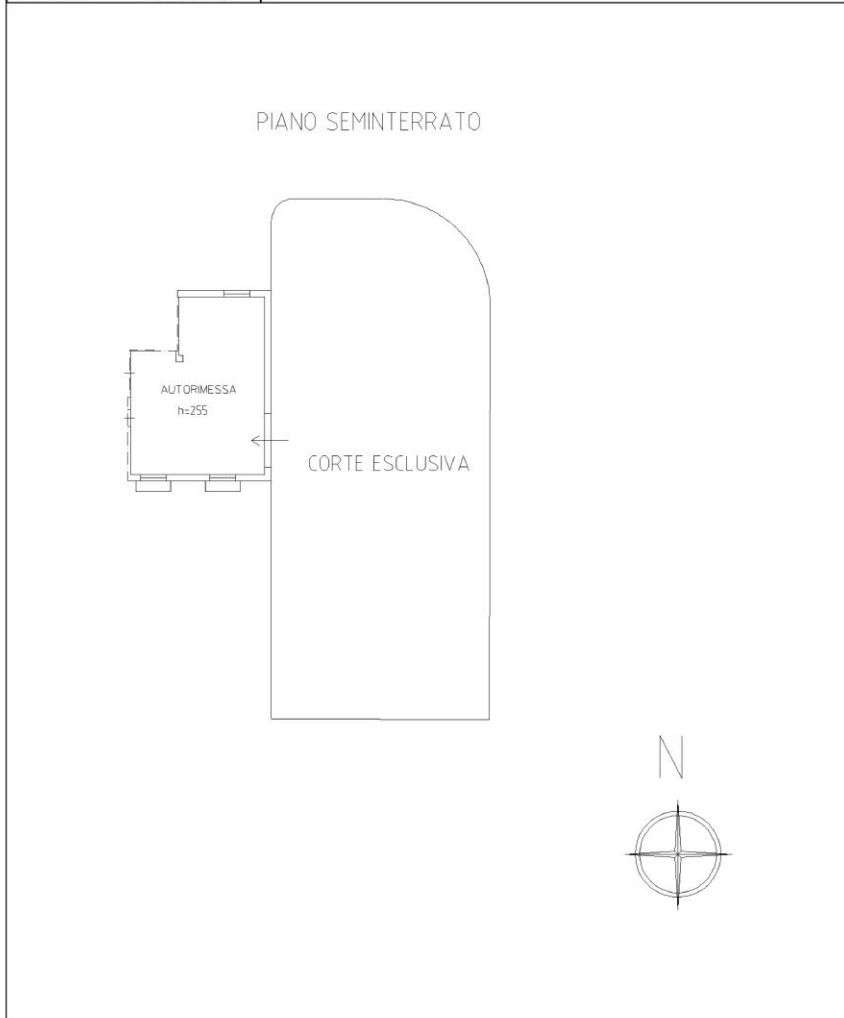 PIANO SEMINTERRATO
AUTORIMESSA
h=255
CORTE ESCLUSIVA
N